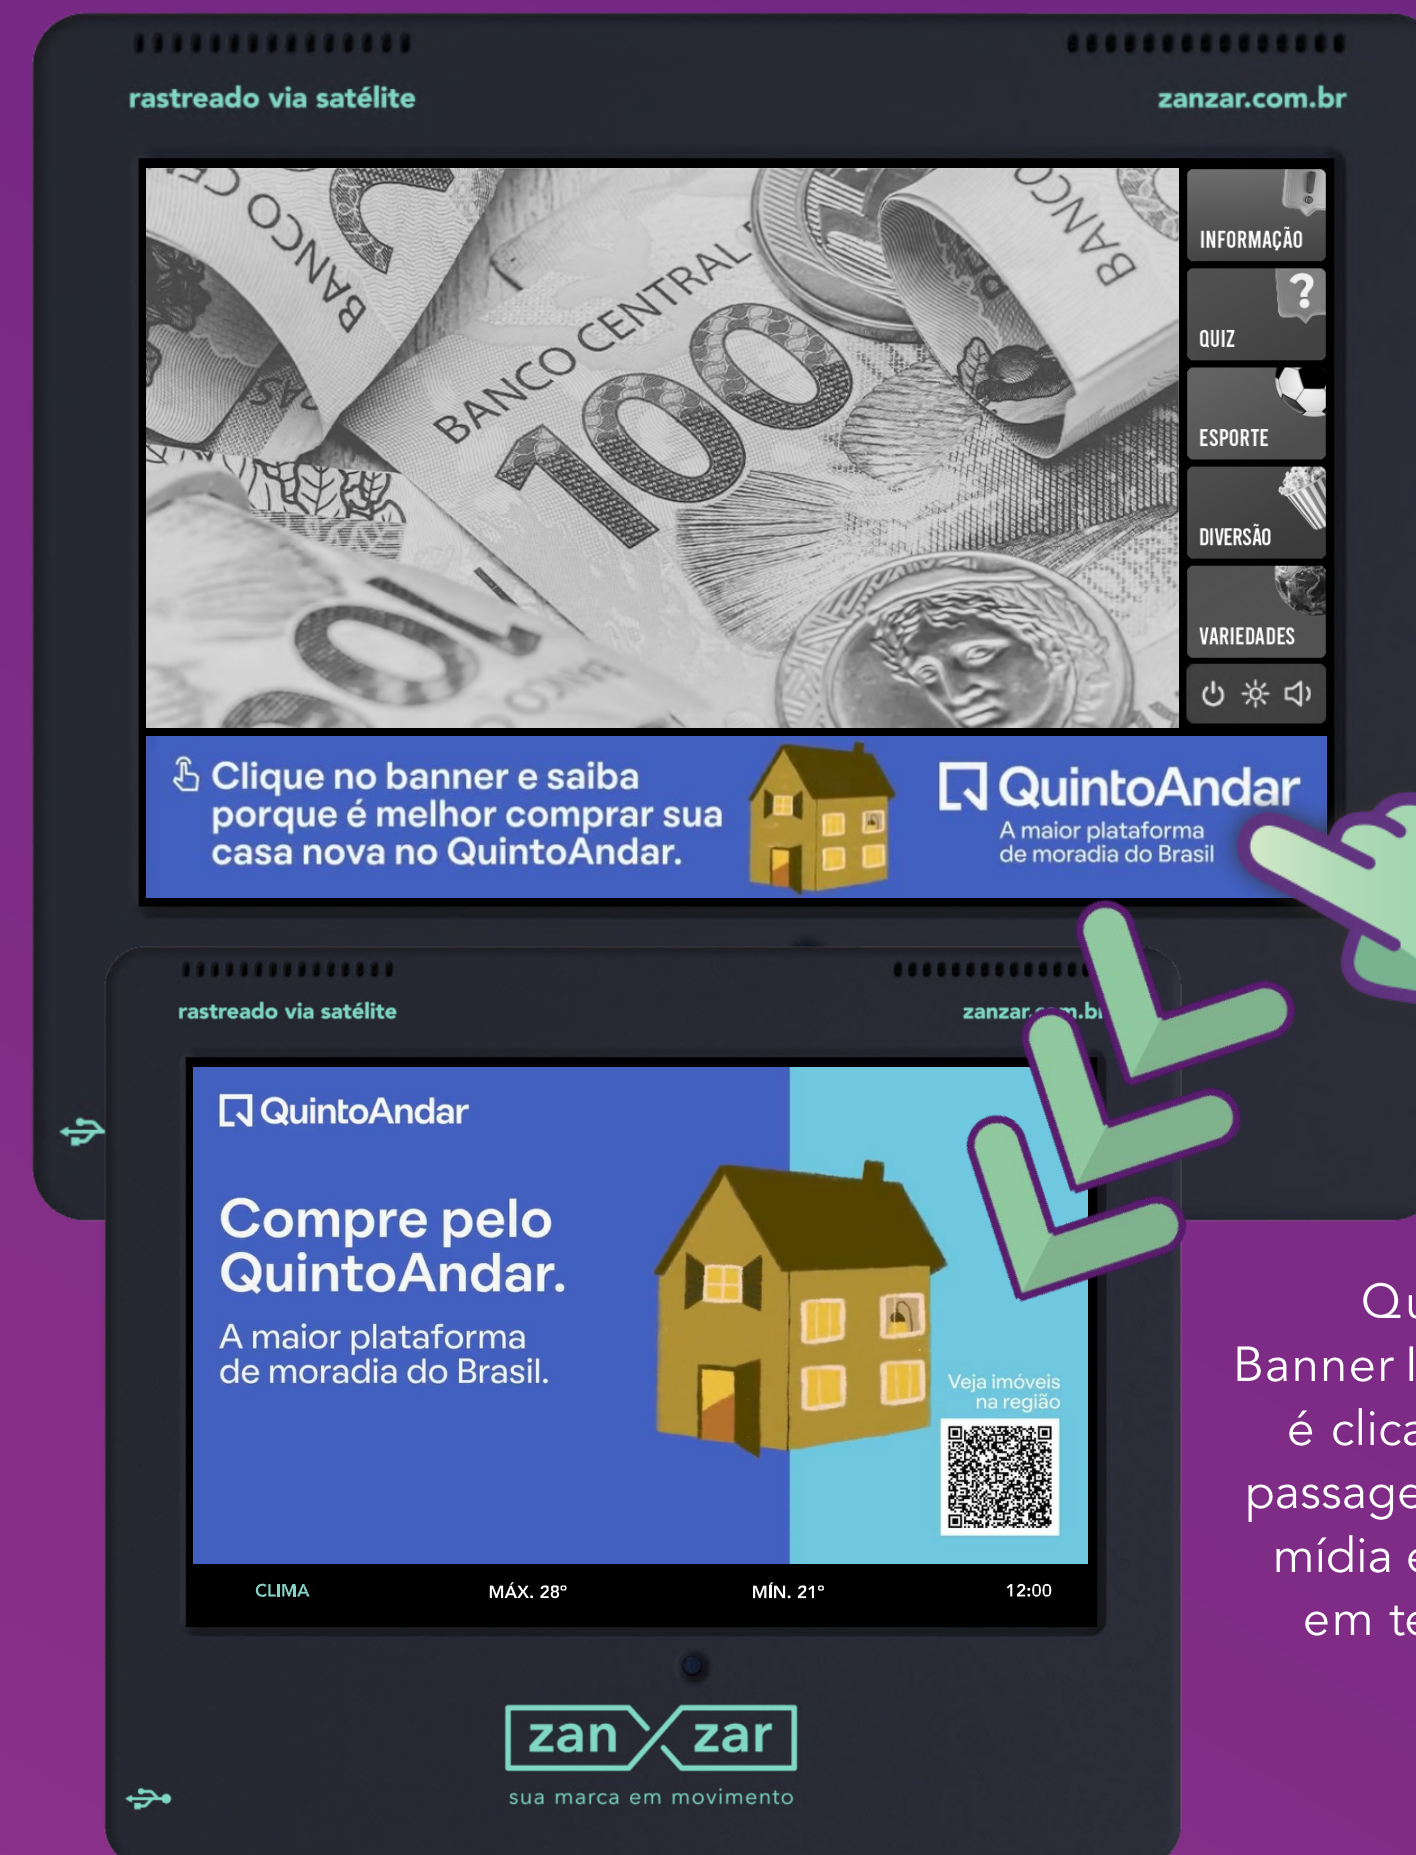 rastreado via satélite
zanzar.com.br
BANCO CENTRAL
100
BANCO
BANCO
INFORMAÇÃO
QUIZ
ESPORTE
DIVERSÃO
VARIEDADES
Clique no banner e saiba
porque é melhor comprar sua
casa nova no QuintoAndar.
QuintoAndar
A maior plataforma
de moradia do Brasil
rastreado via satélite
QuintoAndar
Compre pelo
QuintoAndar.
A maior plataforma
de moradia do Brasil.
Veja imóveis
na região
CLIMA MÁX. 28° MÍN. 21° 12:00
zan zar
sua marca em movimento
Banner
é
mídia
em